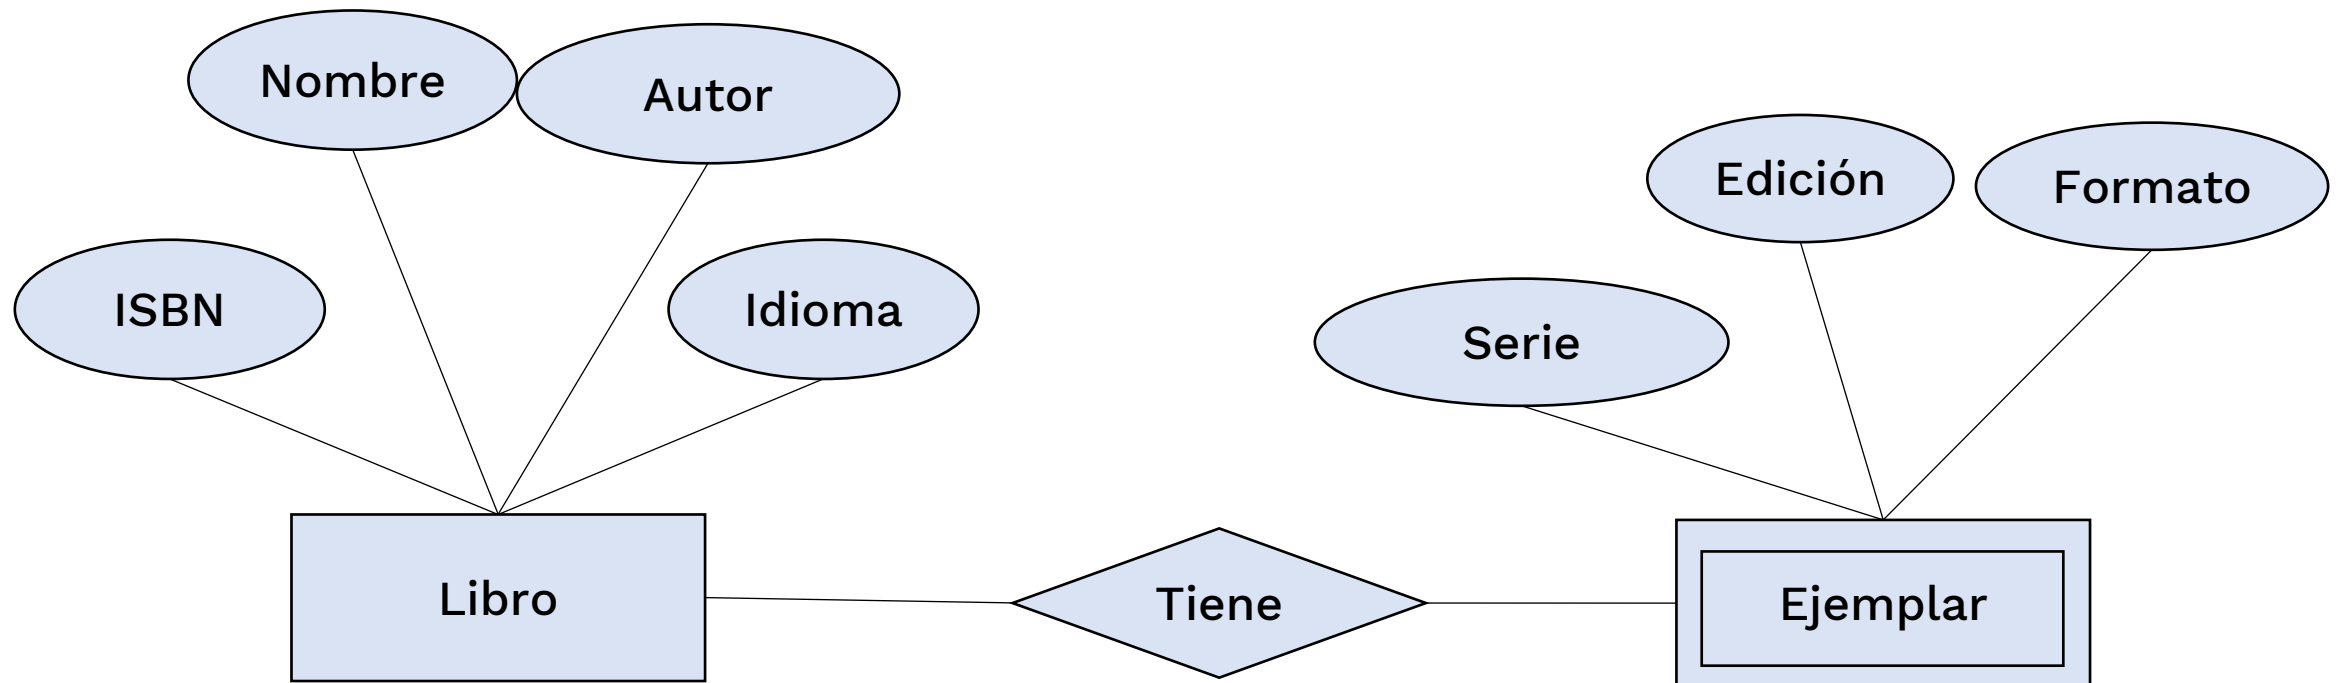 Nombre
Autor
Edición
Formato
ISBN
Idioma
Serie
Libro
Tiene
Ejemplar